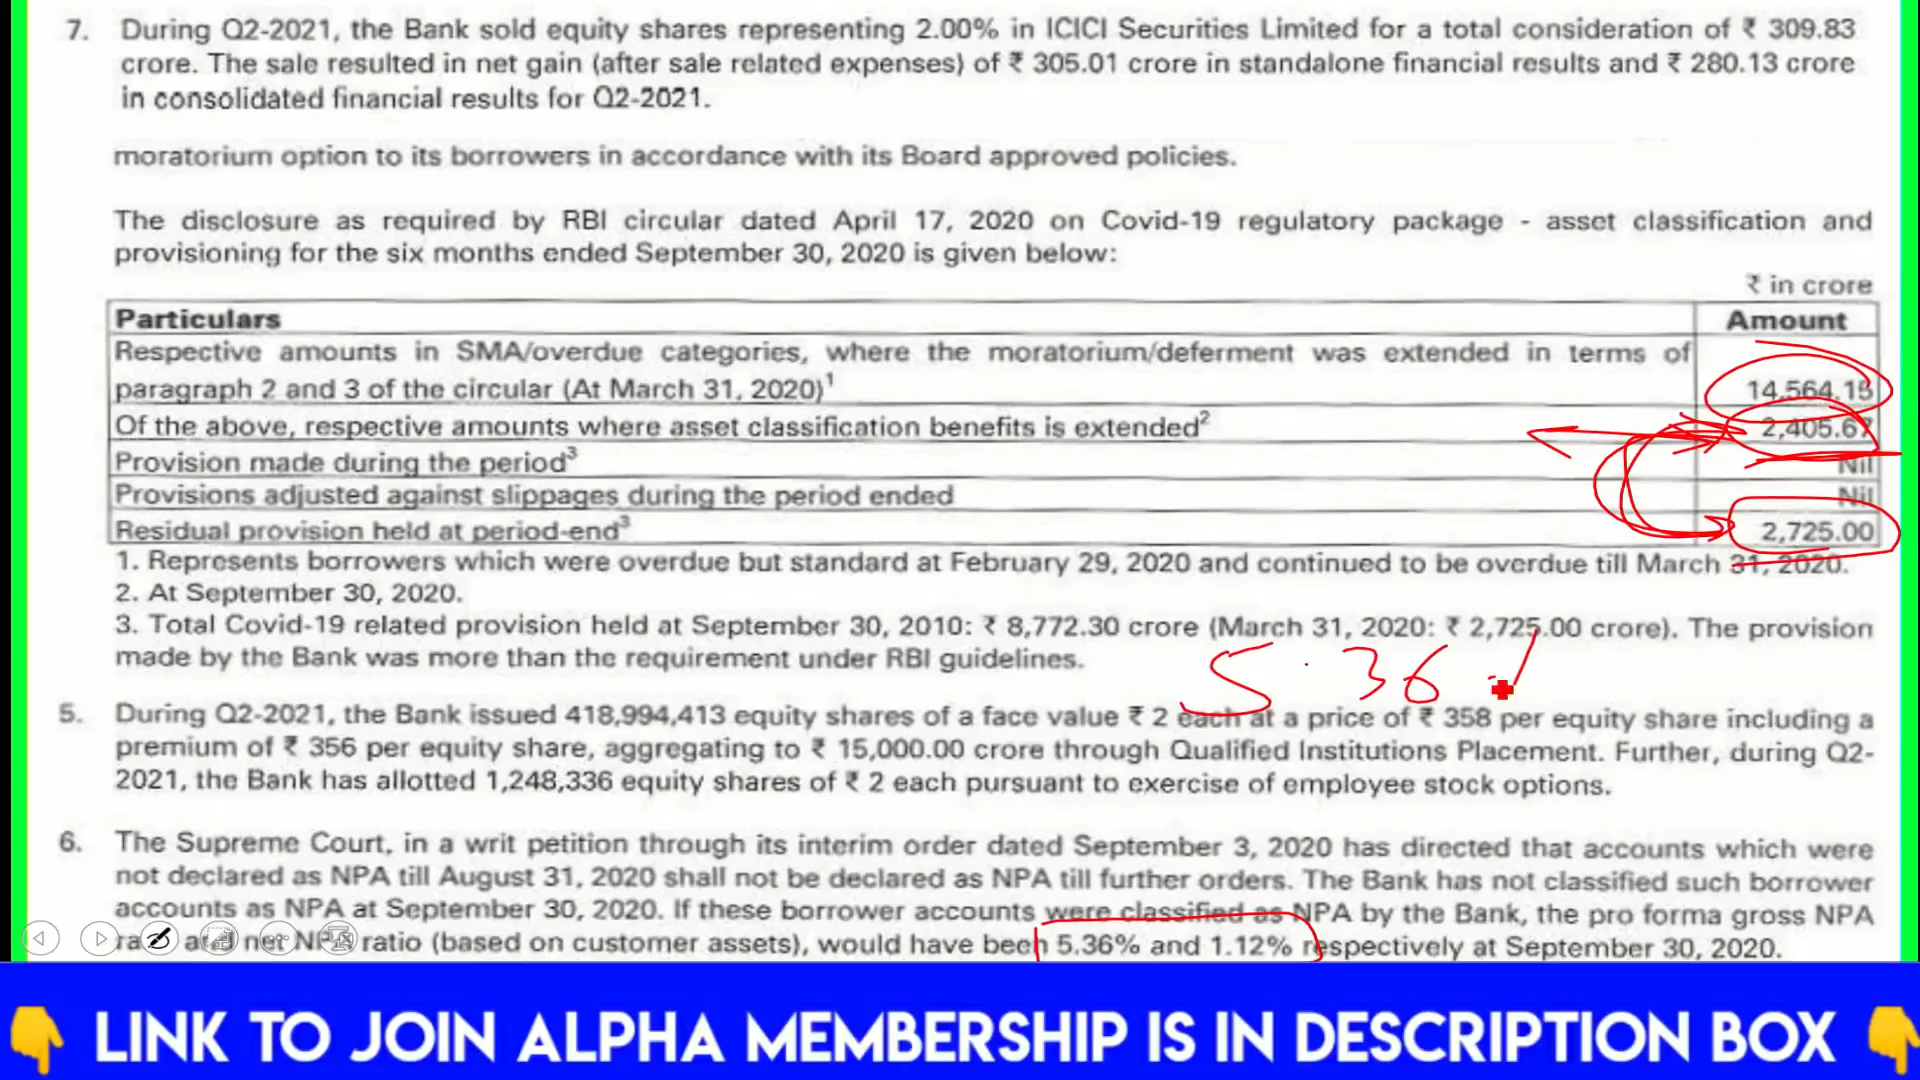 7. During Q2-2021, the Bank sold equity shares representing 2.00% in ICICI Securities Limited for a total consideration of ₹ 309.83
crore. The sale resulted in net gain (after sale related expenses) of ₹ 305.01 crore in standalone financial results and ₹ 280.13 crore
in consolidated financial results for Q2-2021.
moratorium option to its borrowers in accordance with its Board approved policies.
The disclosure as required by RBI circular dated April 17, 2020 on Covid-19 regulatory package - asset classification and
provisioning for the six months ended September 30, 2020 is given below:
₹ in crore
Particulars Amount
Respective amounts in SMA/overdue categories, where the moratorium/deferment was extended in terms of
paragraph 2 and 3 of the circular (At March 31, 2020)¹ 14,564.15
Of the above, respective amounts where asset classification benefits is extended² 2,405.67
Provision made during the period³ Nil
Provisions adjusted against slippages during the period ended Nil
Residual provision held at period-end³ 2,725.00
1. Represents borrowers which were overdue but standard at February 29, 2020 and continued to be overdue till March 31, 2020.
2. At September 30, 2020.
3. Total Covid-19 related provision held at September 30, 2010: ₹ 8,772.30 crore (March 31, 2020: ₹ 2,725.00 crore). The provision
made by the Bank was more than the requirement under RBI guidelines.
5.36 %
5. During Q2-2021, the Bank issued 418,994,413 equity shares of a face value ₹ 2 each at a price of ₹ 358 per equity share including a
premium of ₹ 356 per equity share, aggregating to ₹ 15,000.00 crore through Qualified Institutions Placement. Further, during Q2-
2021, the Bank has allotted 1,248,336 equity shares of ₹ 2 each pursuant to exercise of employee stock options.
6. The Supreme Court, in a writ petition through its interim order dated September 3, 2020 has directed that accounts which were
not declared as NPA till August 31, 2020 shall not be declared as NPA till further orders. The Bank has not classified such borrower
accounts as NPA at September 30, 2020. If these borrower accounts were classified as NPA by the Bank, the pro forma gross NPA
net NPA ratio (based on customer assets), would have been 5.36% and 1.12% respectively at September 30, 2020.
LINK TO JOIN ALPHA MEMBERSHIP IS IN DESCRIPTION BOX